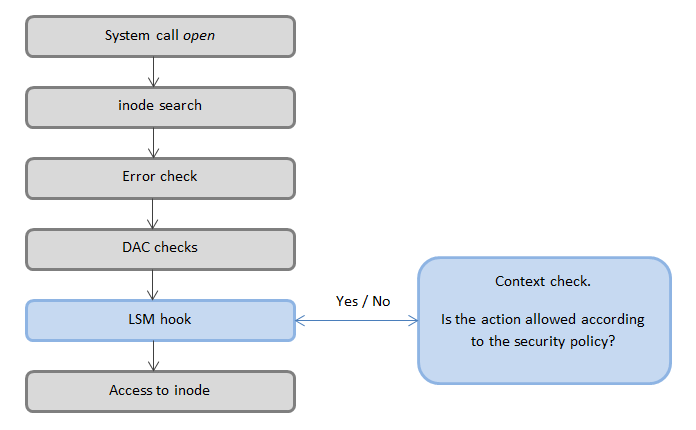 System call open
inode search
Error check
DAC checks
LSM hook
Yes / No
Context check.
Is the action allowed according
to the security policy?
Access to inode